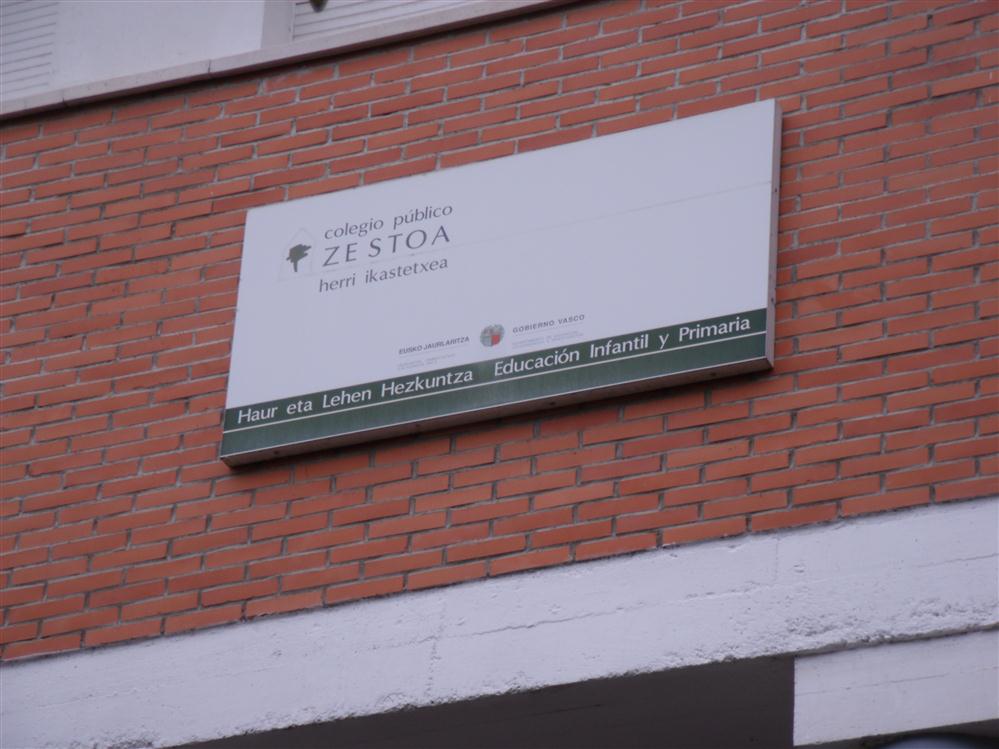 colegio público
ZESTOA
herri ikastetxea
EUSKO JAURLARITZA
GOBIERNO VASCO
Haur eta Lehen Hezkuntza Educación Infantil y Primaria